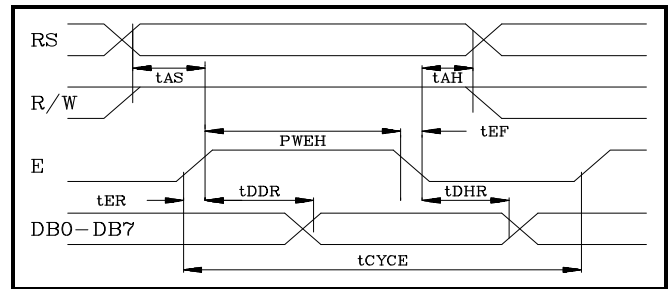 RS
tAS
tAH
R/W
PWEH
tEF
E
tER
tDDR
tDHR
DB0-DB7
tCYCE